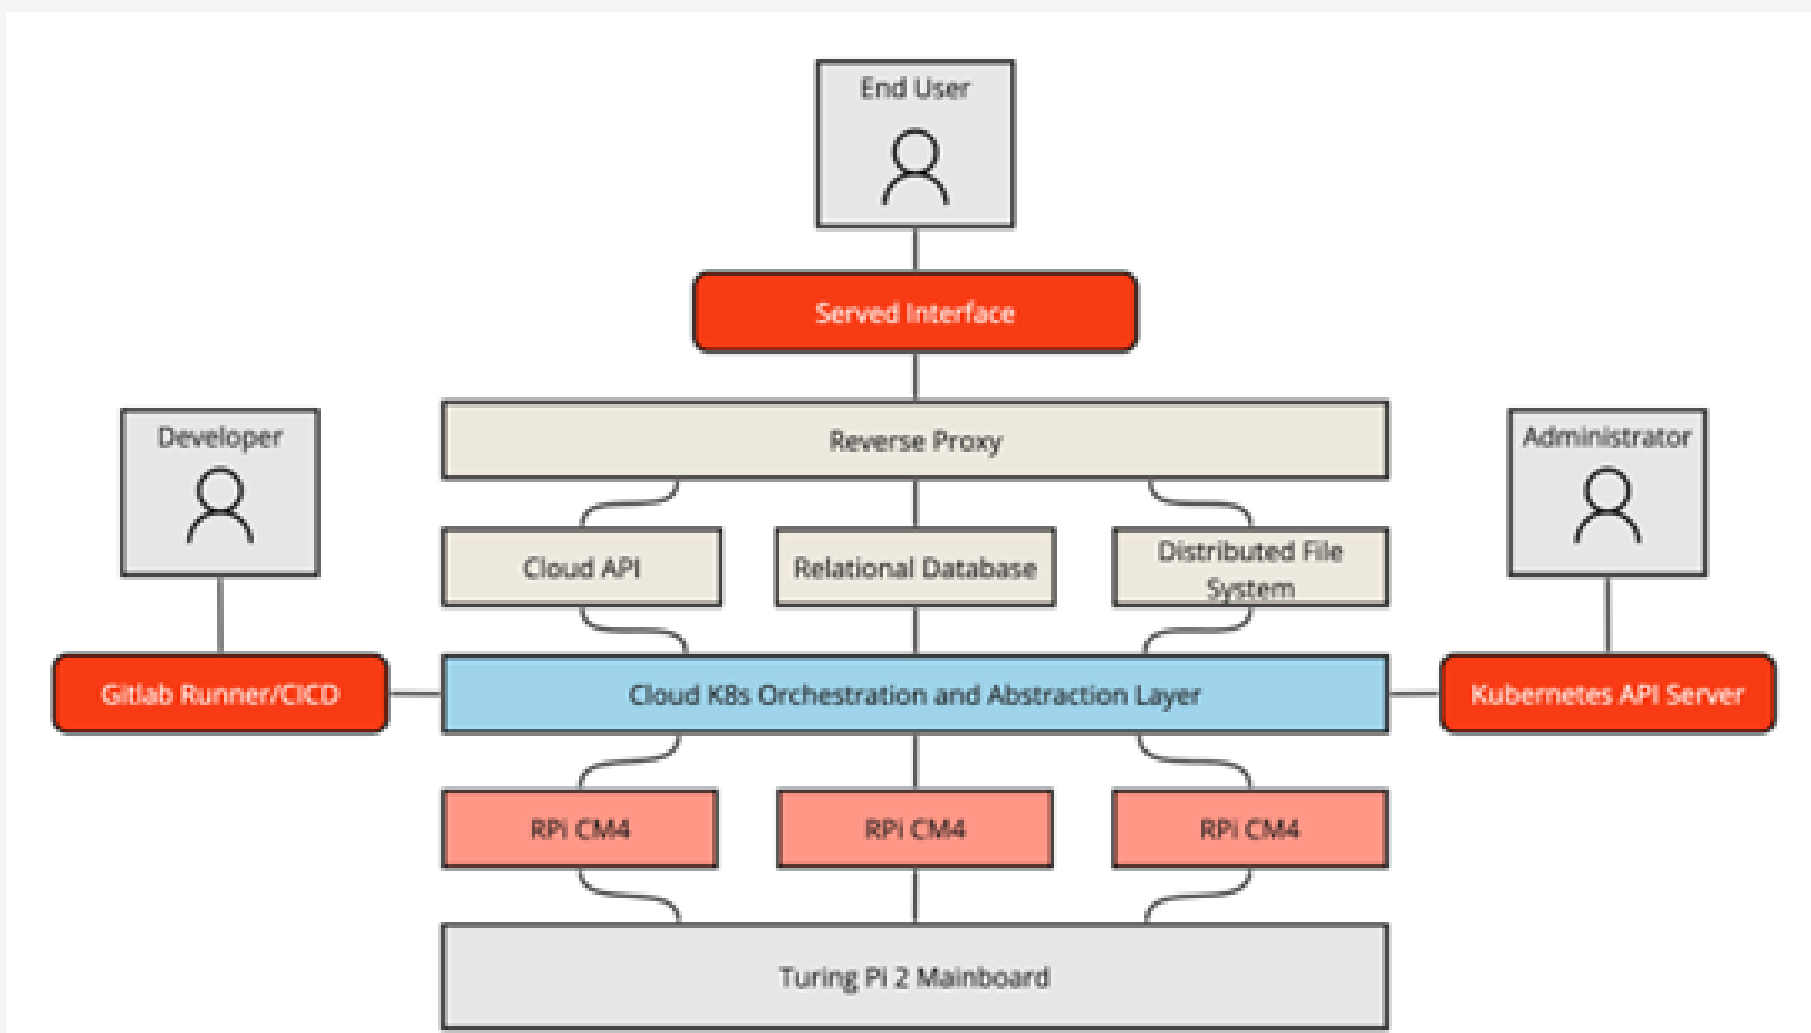 End User
Served Interface
Reverse Proxy
Developer
Administrator
Cloud API
Relational Database
Distributed File
System
Gitlab Runner/CICD
Cloud K8s Orchestration and Abstraction Layer
Kubernetes API Server
RPi CM4
RPi CM4
RPi CM4
Turing Pi 2 Mainboard